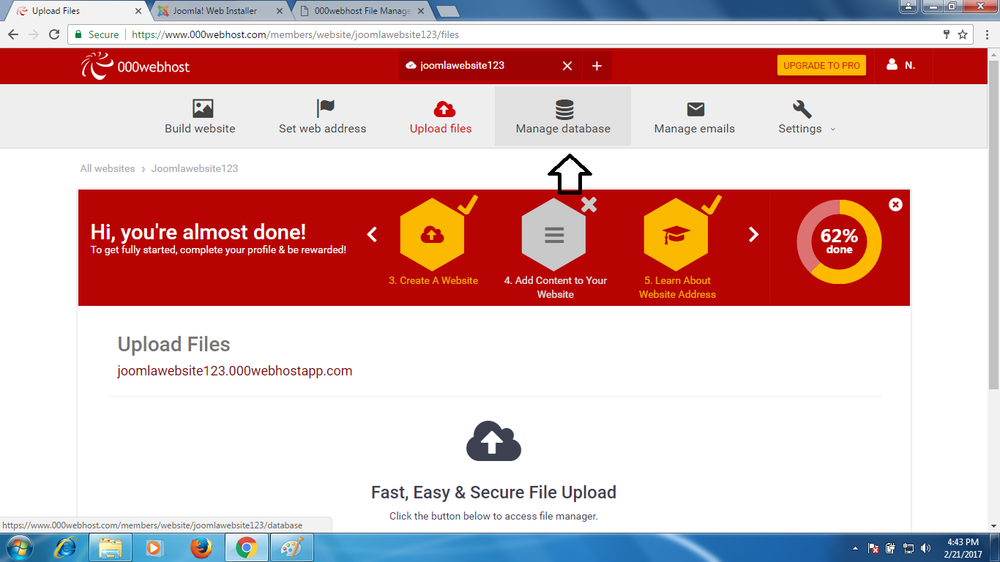 Upload Files
Joomla! Web Installer
000webhost File Manage
Secure
https://www.000webhost.com/members/website/joomlawebsite123/files
000webhost
joomlawebsite123
UPGRADE TO PRO
N.
Build website
Set web address
Upload files
Manage database
Manage emails
Settings
All websites › Joomlawebsite123
Hi, you're almost done!
To get fully started, complete your profile & be rewarded!
3. Create A Website
4. Add Content to Your
Website
5. Learn About
Website Address
62%
done
Upload Files
joomlawebsite123.000webhostapp.com
Fast, Easy & Secure File Upload
Click the button below to access file manager.
https://www.000webhost.com/members/website/joomlawebsite123/database
4:43 PM
2/21/2017